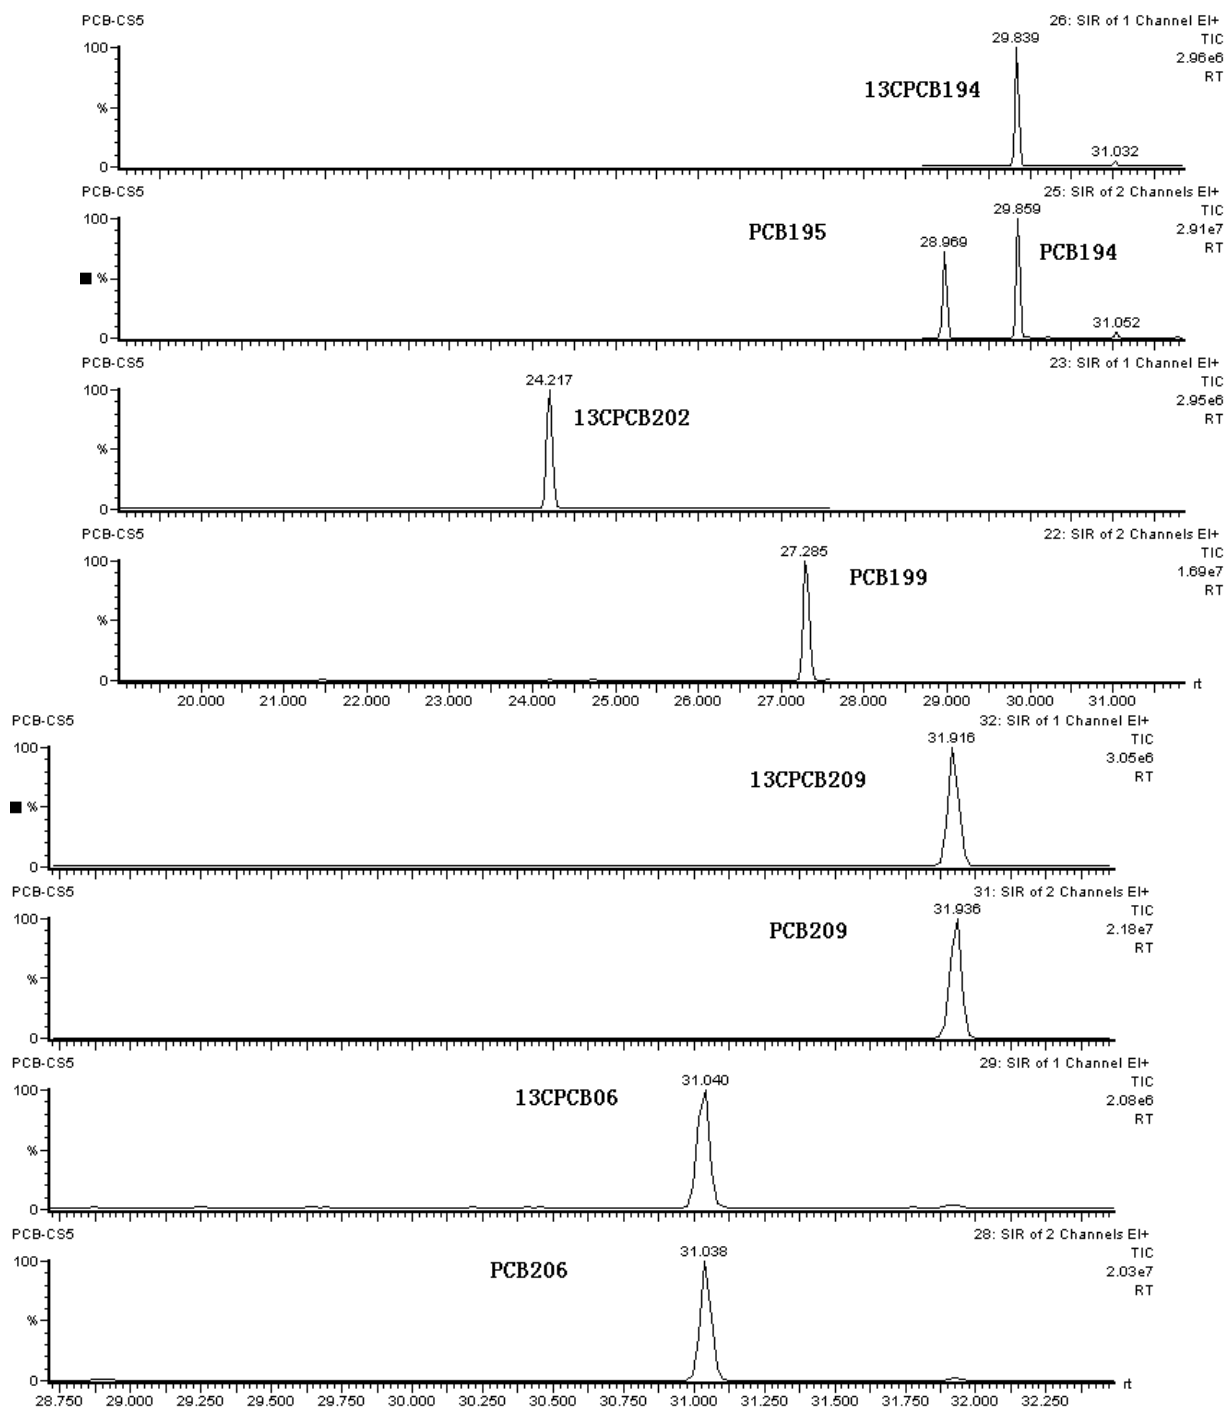 PCB-CS5
26: SIR of 1 Channel EI+
TIC
2.96e6
RT
100
%
0
29.839
13CPCB194
31.032
PCB-CS5
25: SIR of 2 Channels EI+
TIC
2.91e7
RT
100
%
0
PCB195
28.969
29.859
PCB194
31.052
PCB-CS5
23: SIR of 1 Channel EI+
TIC
2.95e6
RT
100
%
0
24.217
13CPCB202
PCB-CS5
22: SIR of 2 Channels EI+
TIC
1.69e7
RT
100
%
0
27.285
PCB199
20.000 21.000 22.000 23.000 24.000 25.000 26.000 27.000 28.000 29.000 30.000 31.000 rt
PCB-CS5
32: SIR of 1 Channel EI+
TIC
3.05e6
RT
100
%
0
31.916
13CPCB209
PCB-CS5
31: SIR of 2 Channels EI+
TIC
2.18e7
RT
100
%
0
31.936
PCB209
PCB-CS5
29: SIR of 1 Channel EI+
TIC
2.08e6
RT
100
%
0
31.040
13CPCB06
PCB-CS5
28: SIR of 2 Channels EI+
TIC
2.03e7
RT
100
%
0
31.038
PCB206
28.750 29.000 29.250 29.500 29.750 30.000 30.250 30.500 30.750 31.000 31.250 31.500 31.750 32.000 32.250 rt